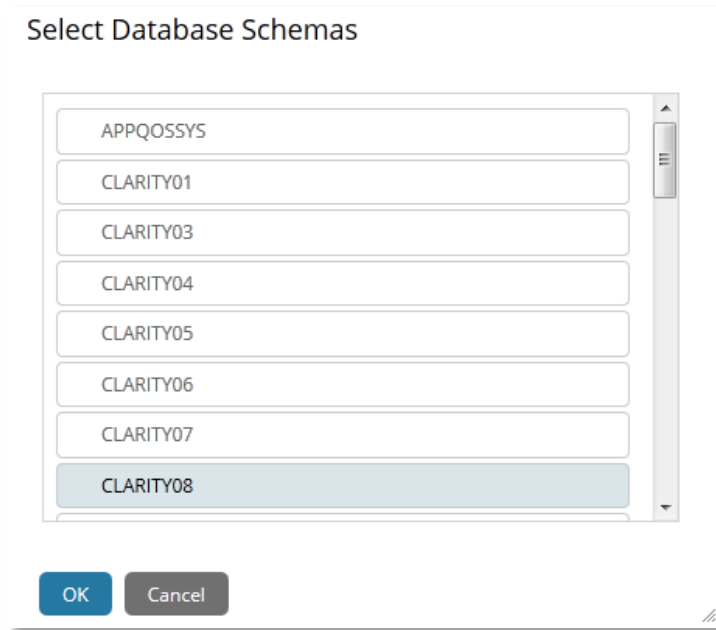 Select Database Schemas
APPQOSSYS
CLARITY01
CLARITY03
CLARITY04
CLARITY05
CLARITY06
CLARITY07
CLARITY08
OK
Cancel